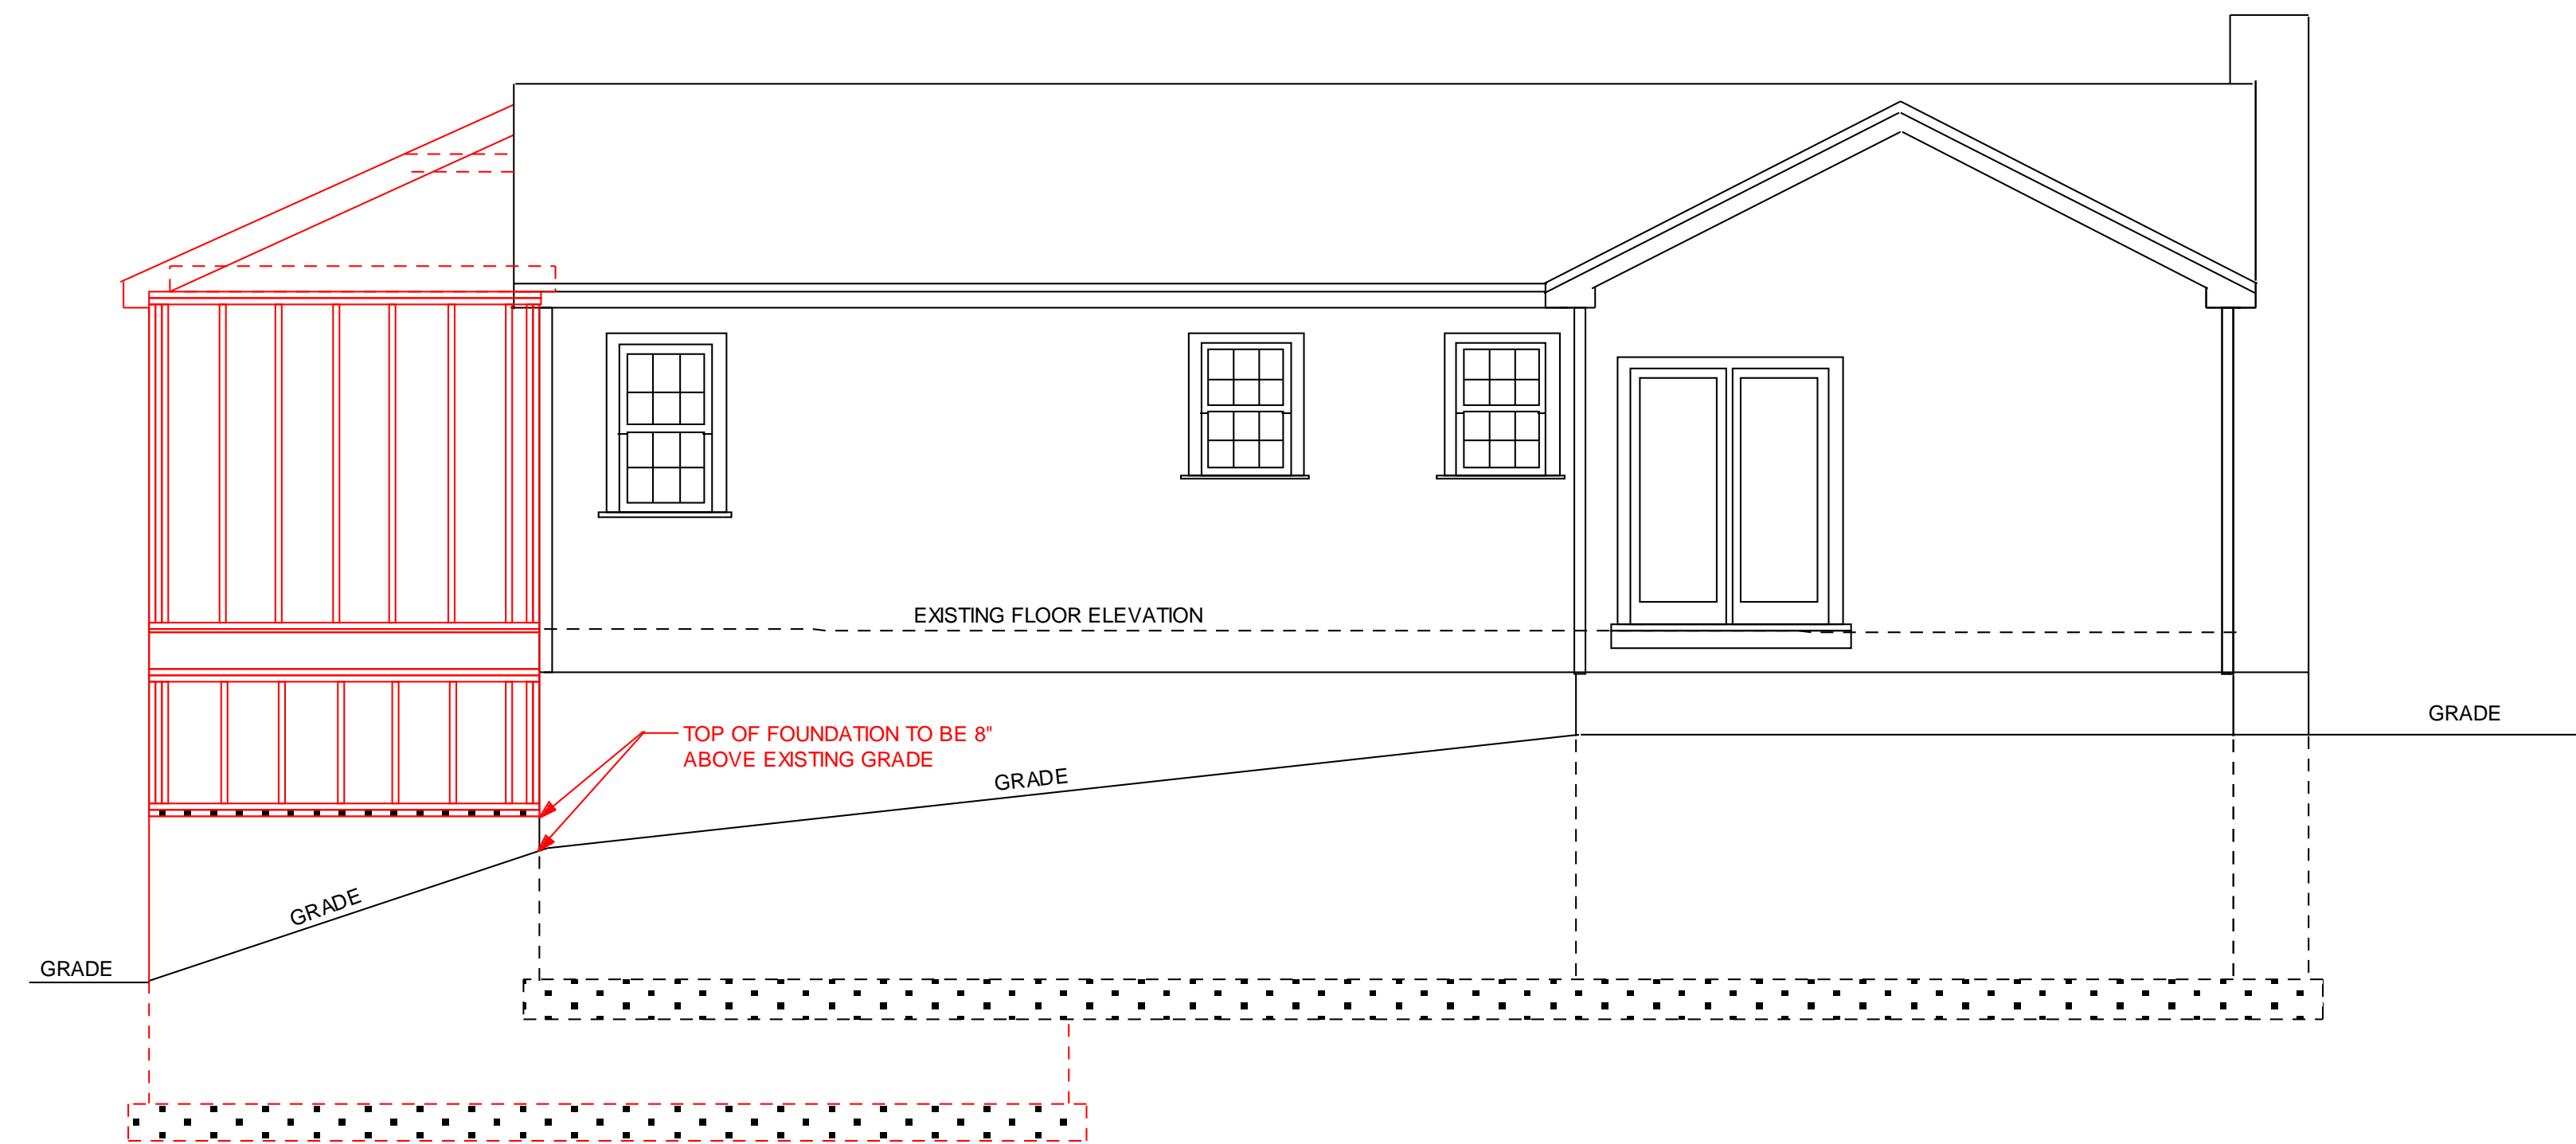 EXISTING FLOOR ELEVATION
GRADE
TOP OF FOUNDATION TO BE 8"
ABOVE EXISTING GRADE
GRADE
GRADE
GRADE